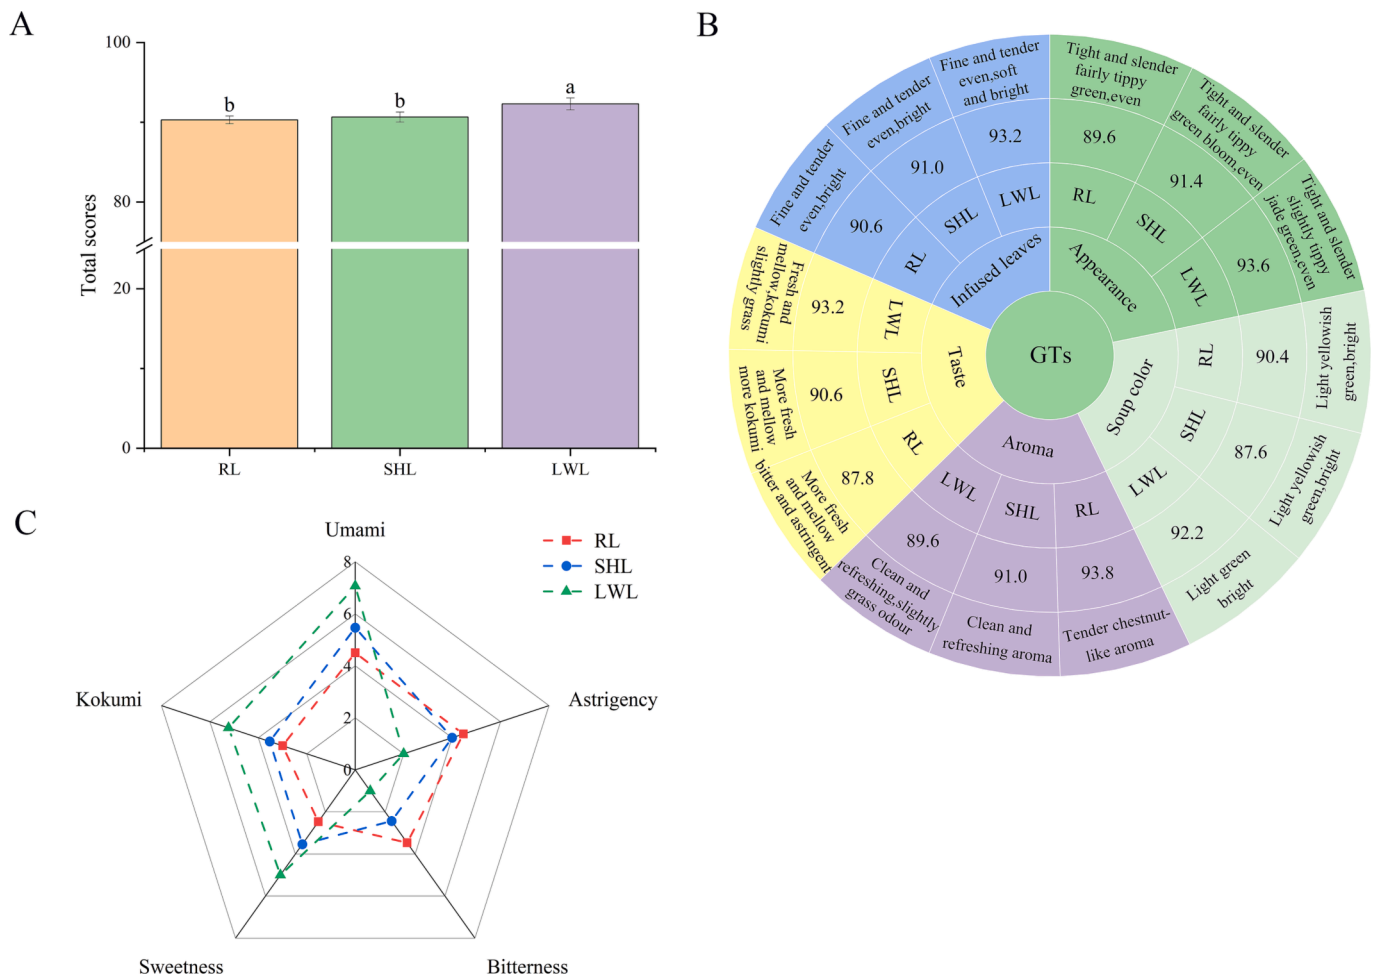 A
100
80
20
0
Total scores
b
b
a
RL
SHL
LWL
B
GTs
Appearance
RL
89.6
Tight and slender
fairly tippy
green,even
SHL
91.4
Tight and slender
fairly tippy
green bloom,even
LWL
93.6
Tight and slender
slightly tippy
jade green,even
Soup color
RL
90.4
Light yellowish
green,bright
SHL
87.6
Light yellowish
green,bright
LWL
92.2
Light green
bright
Aroma
RL
93.8
Tender chestnut-
like aroma
SHL
91.0
Clean and
refreshing aroma
LWL
89.6
Clean and
refreshing,slightly
grass odour
Taste
RL
87.8
More fresh
and mellow
bitter and astringent
SHL
90.6
More fresh
and mellow
more kokumi
LWL
93.2
Fresh and
mellow,kokumi
slightly grass
Infused leaves
RL
90.6
Fine and tender
even,bright
SHL
91.0
Fine and tender
even,bright
LWL
93.2
Fine and tender
even,soft
and bright
C
Umami
8
6
4
2
0
RL
SHL
LWL
Kokumi
Astrigency
Sweetness
Bitterness